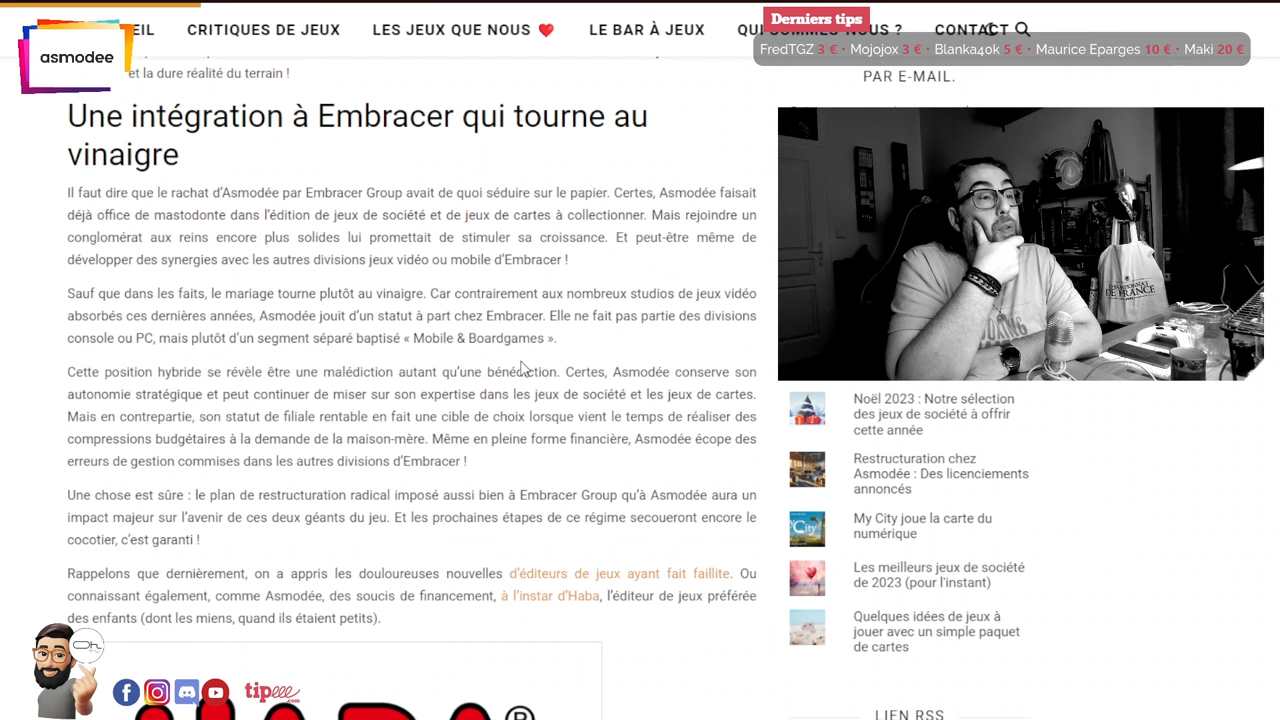 Derniers tips
EIL
CRITIQUES DE JEUX
LES JEUX QUE NOUS ❤
LE BAR À JEUX
QUI SOMMES NOUS ?
CONTACT
asmodee
FredTGZ 3 € · Mojojox 3 € · Blanka40k 5 € · Maurice Eparges 10 € · Maki 20 €
et la dure réalité du terrain !
PAR E-MAIL.
Une intégration à Embracer qui tourne au
vinaigre
Il faut dire que le rachat d'Asmodée par Embracer Group avait de quoi séduire sur le papier. Certes, Asmodée faisait
déjà office de mastodonte dans l'édition de jeux de société et de jeux de cartes à collectionner. Mais rejoindre un
conglomérat aux reins encore plus solides lui promettait de stimuler sa croissance. Et peut-être même de
développer des synergies avec les autres divisions jeux vidéo ou mobile d'Embracer !
Sauf que dans les faits, le mariage tourne plutôt au vinaigre. Car contrairement aux nombreux studios de jeux vidéo
absorbés ces dernières années, Asmodée jouit d'un statut à part chez Embracer. Elle ne fait pas partie des divisions
console ou PC, mais plutôt d'un segment séparé baptisé « Mobile & Boardgames ».
Cette position hybride se révèle être une malédiction autant qu'une bénédiction. Certes, Asmodée conserve son
autonomie stratégique et peut continuer de miser sur son expertise dans les jeux de société et les jeux de cartes.
Mais en contrepartie, son statut de filiale rentable en fait une cible de choix lorsque vient le temps de réaliser des
compressions budgétaires à la demande de la maison-mère. Même en pleine forme financière, Asmodée écope des
erreurs de gestion commises dans les autres divisions d'Embracer !
Une chose est sûre : le plan de restructuration radical imposé aussi bien à Embracer Group qu'à Asmodée aura un
impact majeur sur l'avenir de ces deux géants du jeu. Et les prochaines étapes de ce régime secoueront encore le
cocotier, c'est garanti !
Rappelons que dernièrement, on a appris les douloureuses nouvelles d'éditeurs de jeux ayant fait faillite. Ou
connaissant également, comme Asmodée, des soucis de financement, à l'instar d'Haba, l'éditeur de jeux préférée
des enfants (dont les miens, quand ils étaient petits).
DE FRANCE
Noël 2023 : Notre sélection
des jeux de société à offrir
cette année
Restructuration chez
Asmodée : Des licenciements
annoncés
My City joue la carte du
numérique
Les meilleurs jeux de société
de 2023 (pour l'instant)
Quelques idées de jeux à
jouer avec un simple paquet
de cartes
LIEN RSS
tipeee
.com
HABA®